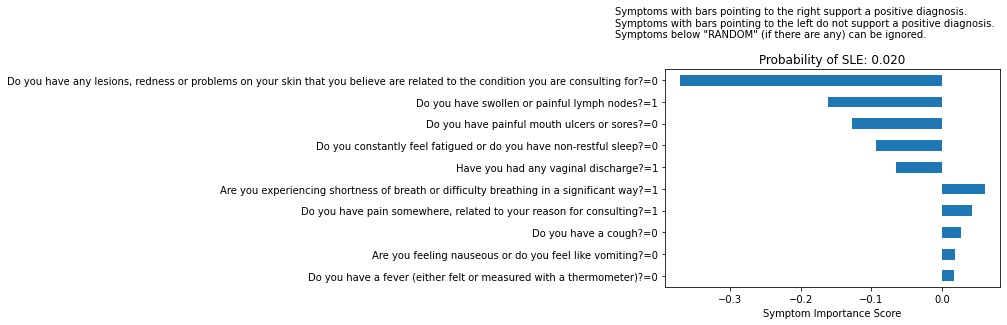 Symptoms with bars pointing to the right support a positive diagnosis.
Symptoms with bars pointing to the left do not support a positive diagnosis.
Symptoms below "RANDOM" (if there are any) can be ignored.
Probability of SLE: 0.020
Do you have any lesions, redness or problems on your skin that you believe are related to the condition you are consulting for?=0
Do you have swollen or painful lymph nodes?=1
Do you have painful mouth ulcers or sores?=0
Do you constantly feel fatigued or do you have non-restful sleep?=0
Have you had any vaginal discharge?=1
Are you experiencing shortness of breath or difficulty breathing in a significant way?=1
Do you have pain somewhere, related to your reason for consulting?=1
Do you have a cough?=0
Are you feeling nauseous or do you feel like vomiting?=0
Do you have a fever (either felt or measured with a thermometer)?=0
−0.3 −0.2 −0.1 0.0
Symptom Importance Score